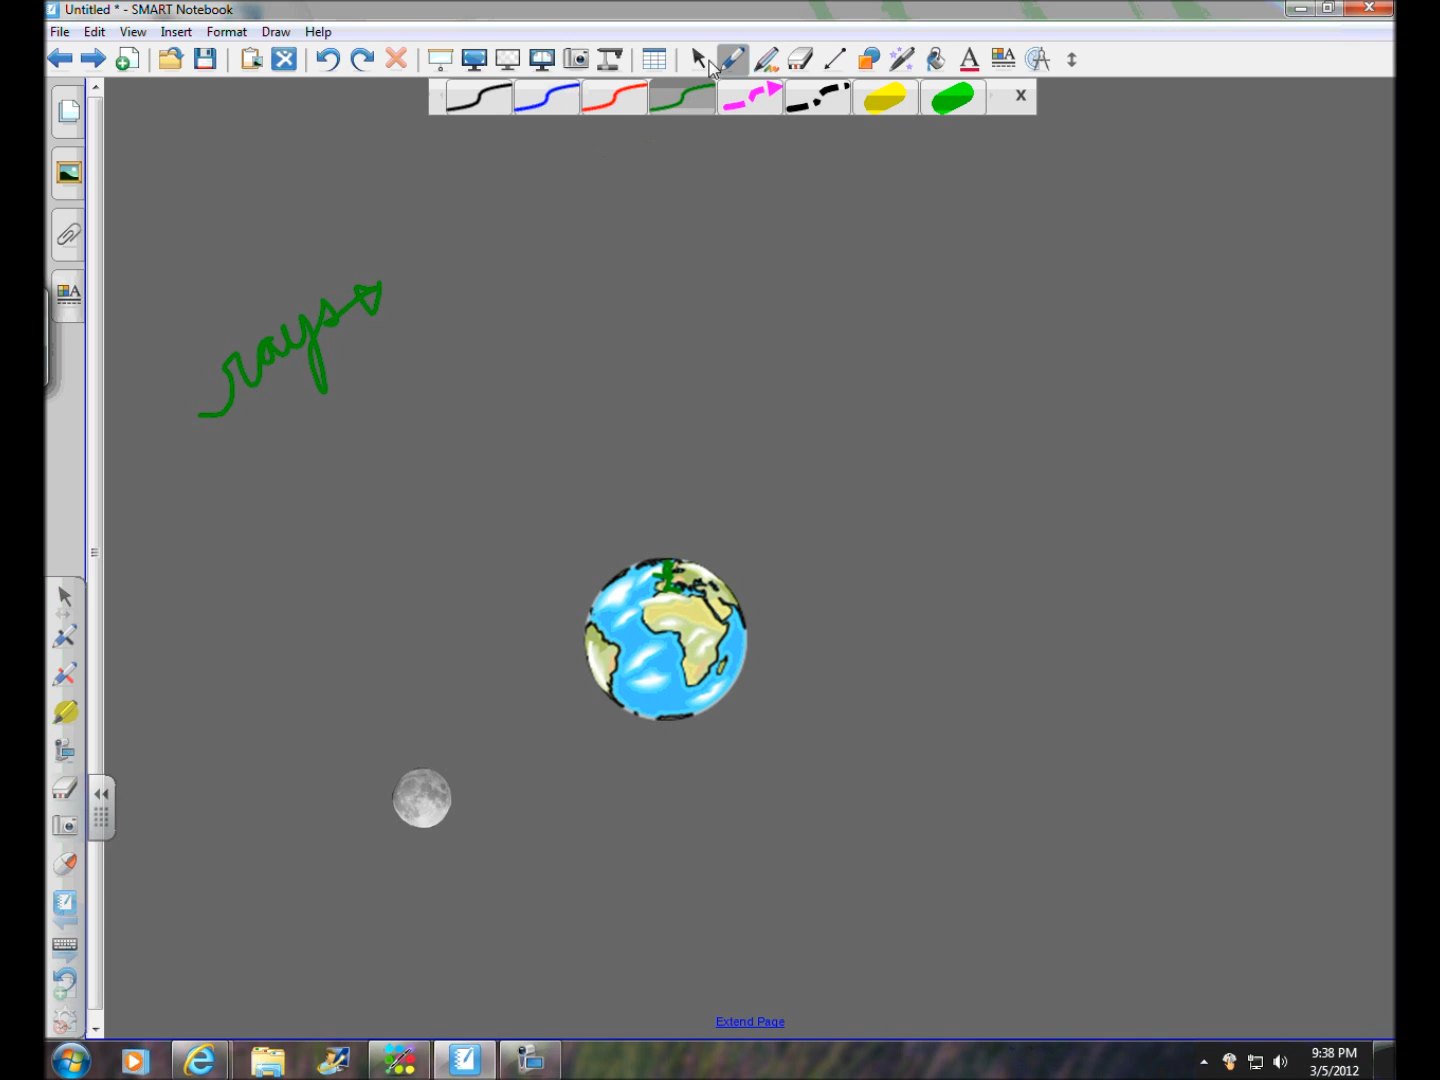 Untitled * - SMART Notebook
File Edit View Insert Format Draw Help
A
A
x
A
rays
Extend Page
9:38 PM
3/5/2012